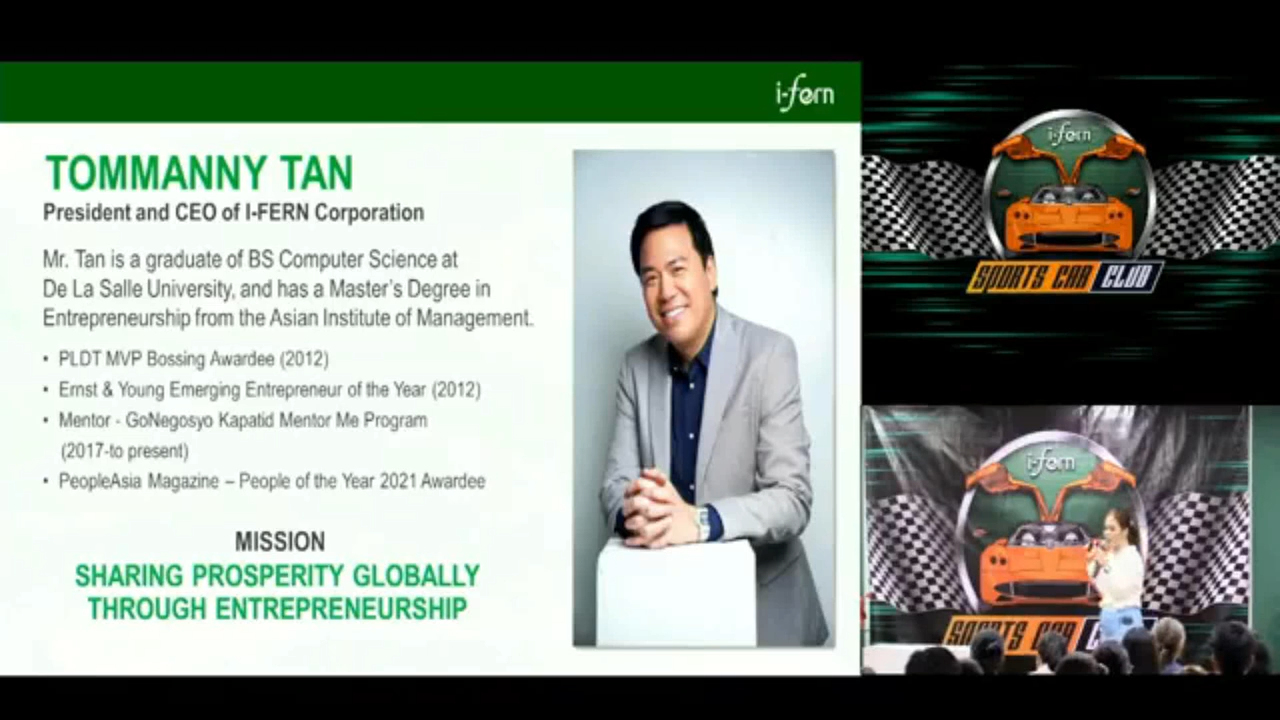 i-fern
TOMMANNY TAN
President and CEO of I-FERN Corporation
Mr. Tan is a graduate of BS Computer Science at
De La Salle University, and has a Master's Degree in
Entrepreneurship from the Asian Institute of Management.
• PLDT MVP Bossing Awardee (2012)
• Ernst & Young Emerging Entrepreneur of the Year (2012)
• Mentor - GoNegosyo Kapatid Mentor Me Program
(2017-to present)
• PeopleAsia Magazine – People of the Year 2021 Awardee
MISSION
SHARING PROSPERITY GLOBALLY
THROUGH ENTREPRENEURSHIP
i-fern
SPORTS CAR CLUB
i-fern
SPORTS CAR